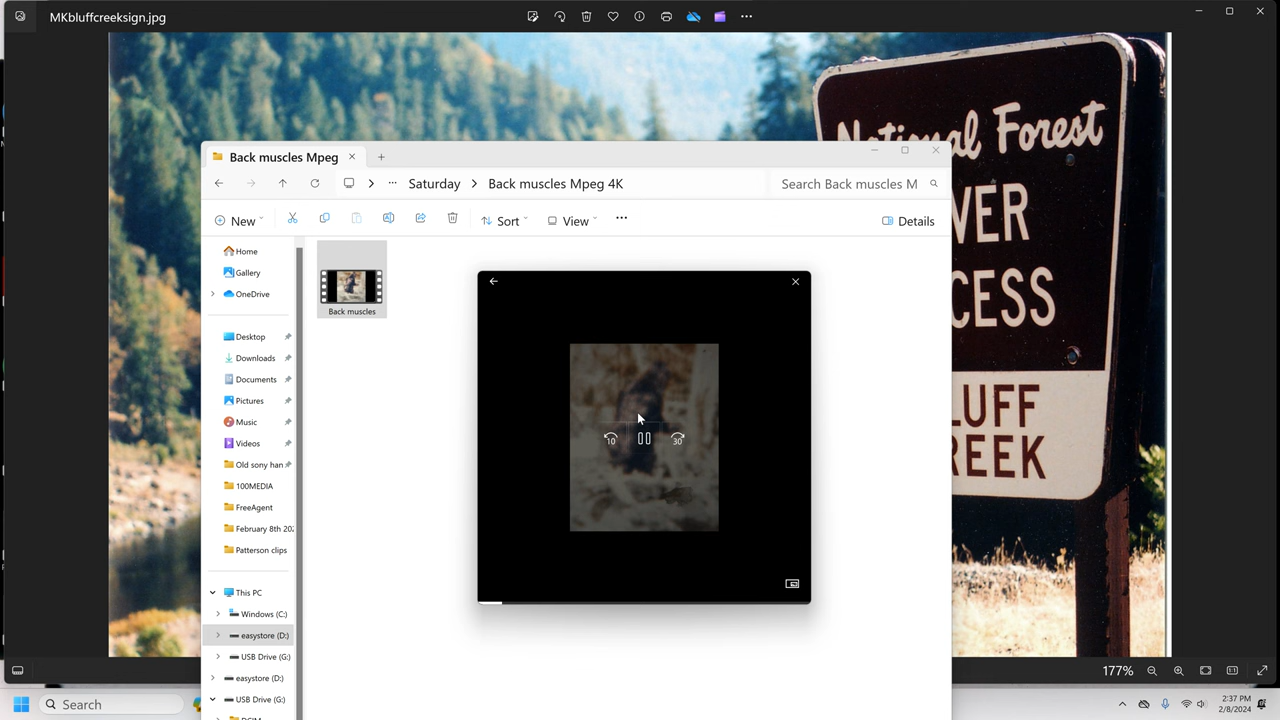 MKbluffcreeksign.jpg
National Forest
VER
CESS
LUFF
REEK
Back muscles Mpeg
Saturday
Back muscles Mpeg 4K
Search Back muscles M
New
Sort
View
Details
Home
Gallery
OneDrive
Desktop
Downloads
Documents
Pictures
Music
Videos
Old sony han
100MEDIA
FreeAgent
February 8th 202
Patterson clips
This PC
Windows (C:)
easystore (D:)
USB Drive (G:)
easystore (D:)
USB Drive (G:)
DCIM
Back muscles
10
30
177%
Search
2:37 PM
2/8/2024